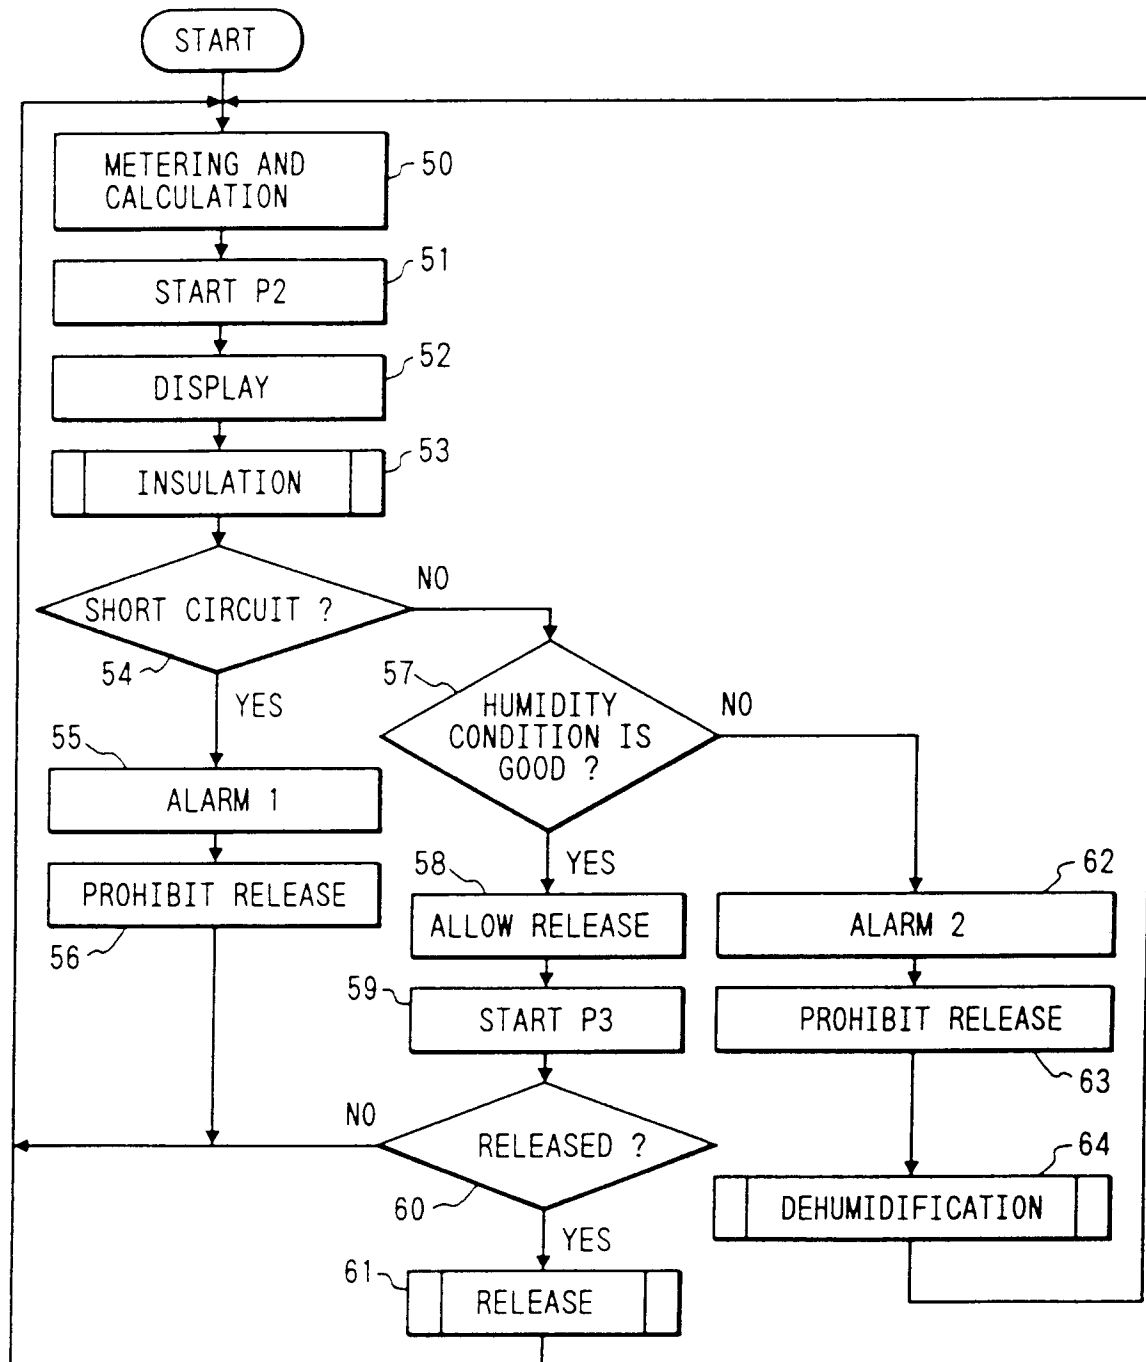 START
METERING AND
CALCULATION
50
START P2
51
DISPLAY
52
INSULATION
53
SHORT CIRCUIT ?
54
NO
YES
55
ALARM 1
PROHIBIT RELEASE
56
57
HUMIDITY
CONDITION IS
GOOD ?
NO
YES
58
ALLOW RELEASE
59
START P3
RELEASED ?
60
NO
YES
61
RELEASE
62
ALARM 2
PROHIBIT RELEASE
63
64
DEHUMIDIFICATION